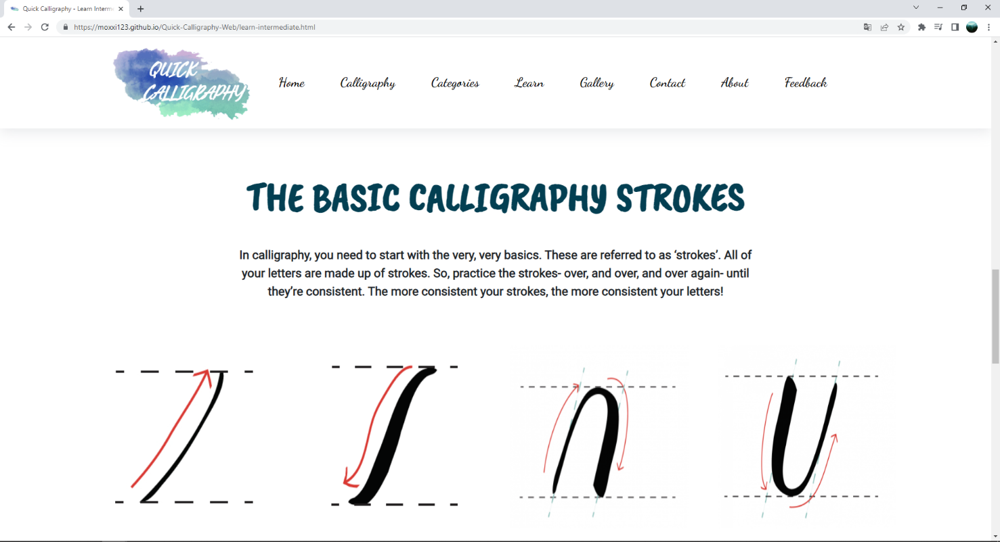 Quick Calligraphy - Learn Interme
https://moxxi123.github.io/Quick-Calligraphy-Web/learn-intermediate.html
QUICK
CALLIGRAPHY
Home Calligraphy Categories Learn Gallery Contact About Feedback
THE BASIC CALLIGRAPHY STROKES
In calligraphy, you need to start with the very, very basics. These are referred to as ‘strokes’. All of
your letters are made up of strokes. So, practice the strokes- over, and over, and over again- until
they’re consistent. The more consistent your strokes, the more consistent your letters!